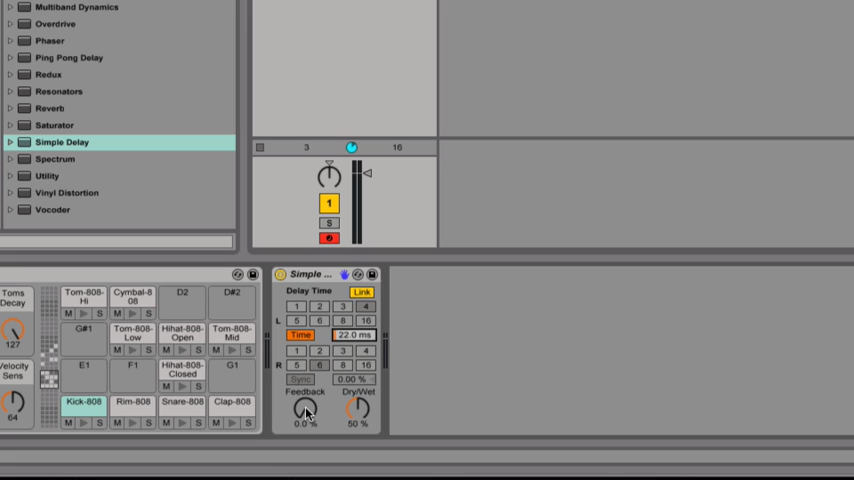 Multiband Dynamics
Overdrive
Phaser
Ping Pong Delay
Redux
Resonators
Reverb
Saturator
Simple Delay
Spectrum
Utility
Vinyl Distortion
Vocoder
3 16
1
S
Toms
Decay
127
Velocity
Sens
64
Tom-808-
Hi
Cymbal-8
08
D2
D#2
M S M S
G#1
Tom-808-
Low
Hihat-808-
Open
Tom-808-
Mid
M S M S M S
E1
F1
Hihat-808-
Closed
G1
M S
Kick-808
Rim-808
Snare-808
Clap-808
M S M S M S M S
Simple ...
Delay Time
Link
1 2 3 4
L
5 6 8 16
Time
22.0 ms
1 2 3 4
R
5 6 8 16
Sync
0.00 %
Feedback
Dry/Wet
0.0 %
50 %